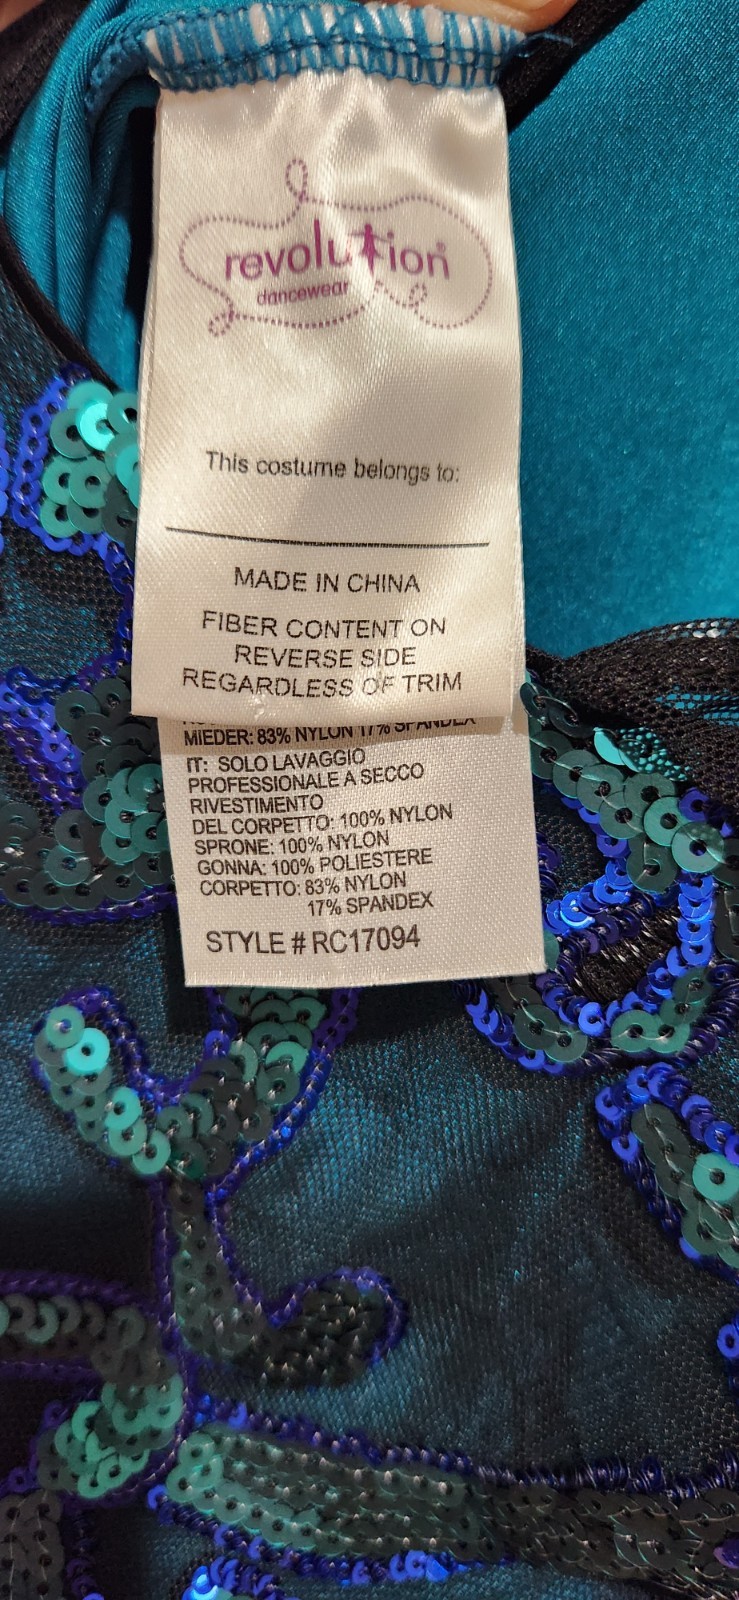 revolution®
dancewear
This costume belongs to:
MADE IN CHINA
FIBER CONTENT ON
REVERSE SIDE
REGARDLESS OF TRIM
MIEDER: 83% NYLON 17% SPANDEX
IT: SOLO LAVAGGIO
PROFESSIONALE A SECCO
RIVESTIMENTO
DEL CORPETTO: 100% NYLON
SPRONE: 100% NYLON
GONNA: 100% POLIESTERE
CORPETTO: 83% NYLON
17% SPANDEX
STYLE # RC17094